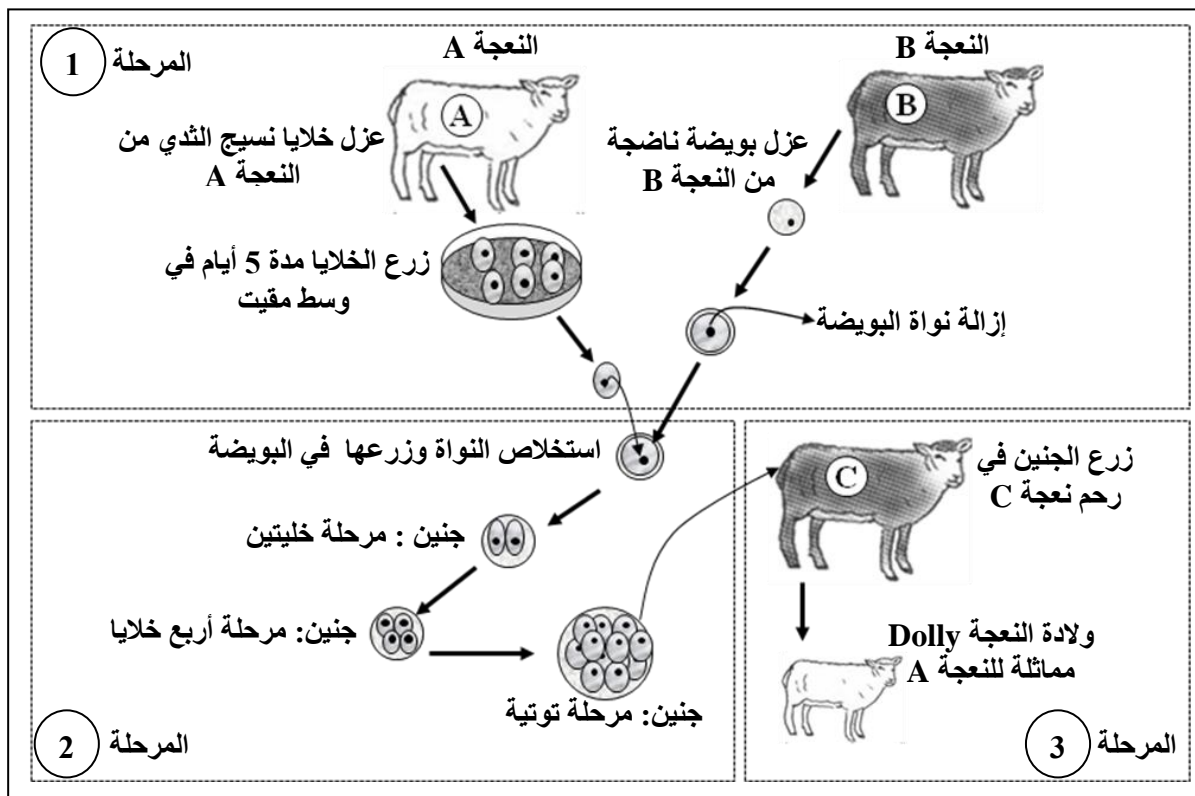 المرحلة 1
النعجة A
النعجة B
A
B
عزل خلايا نسيج الثدي من
النعجة A
عزل بويضة ناضجة
من النعجة B
زرع الخلايا مدة 5 أيام في
وسط مقيت
إزالة نواة البويضة
استخلاص النواة وزرعها في البويضة
جنين : مرحلة خليتين
جنين: مرحلة أربع خلايا
جنين: مرحلة توتية
المرحلة 2
زرع الجنين في
رحم نعجة C
C
ولادة النعجة Dolly
مماثلة للنعجة A
المرحلة 3